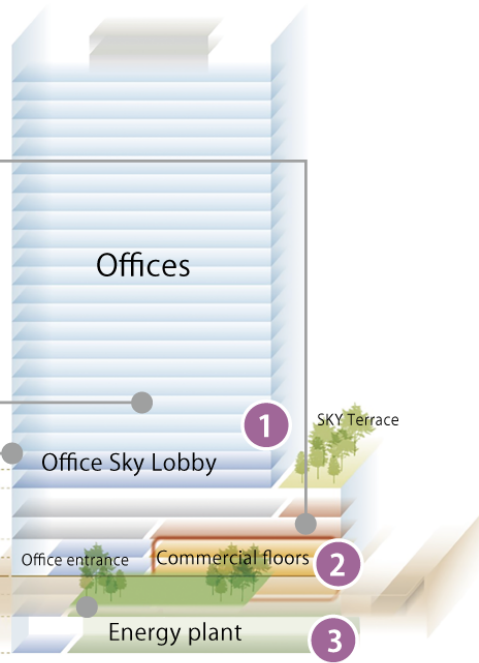 Offices
1
SKY Terrace
Office Sky Lobby
Office entrance
Commercial floors
2
Energy plant
3